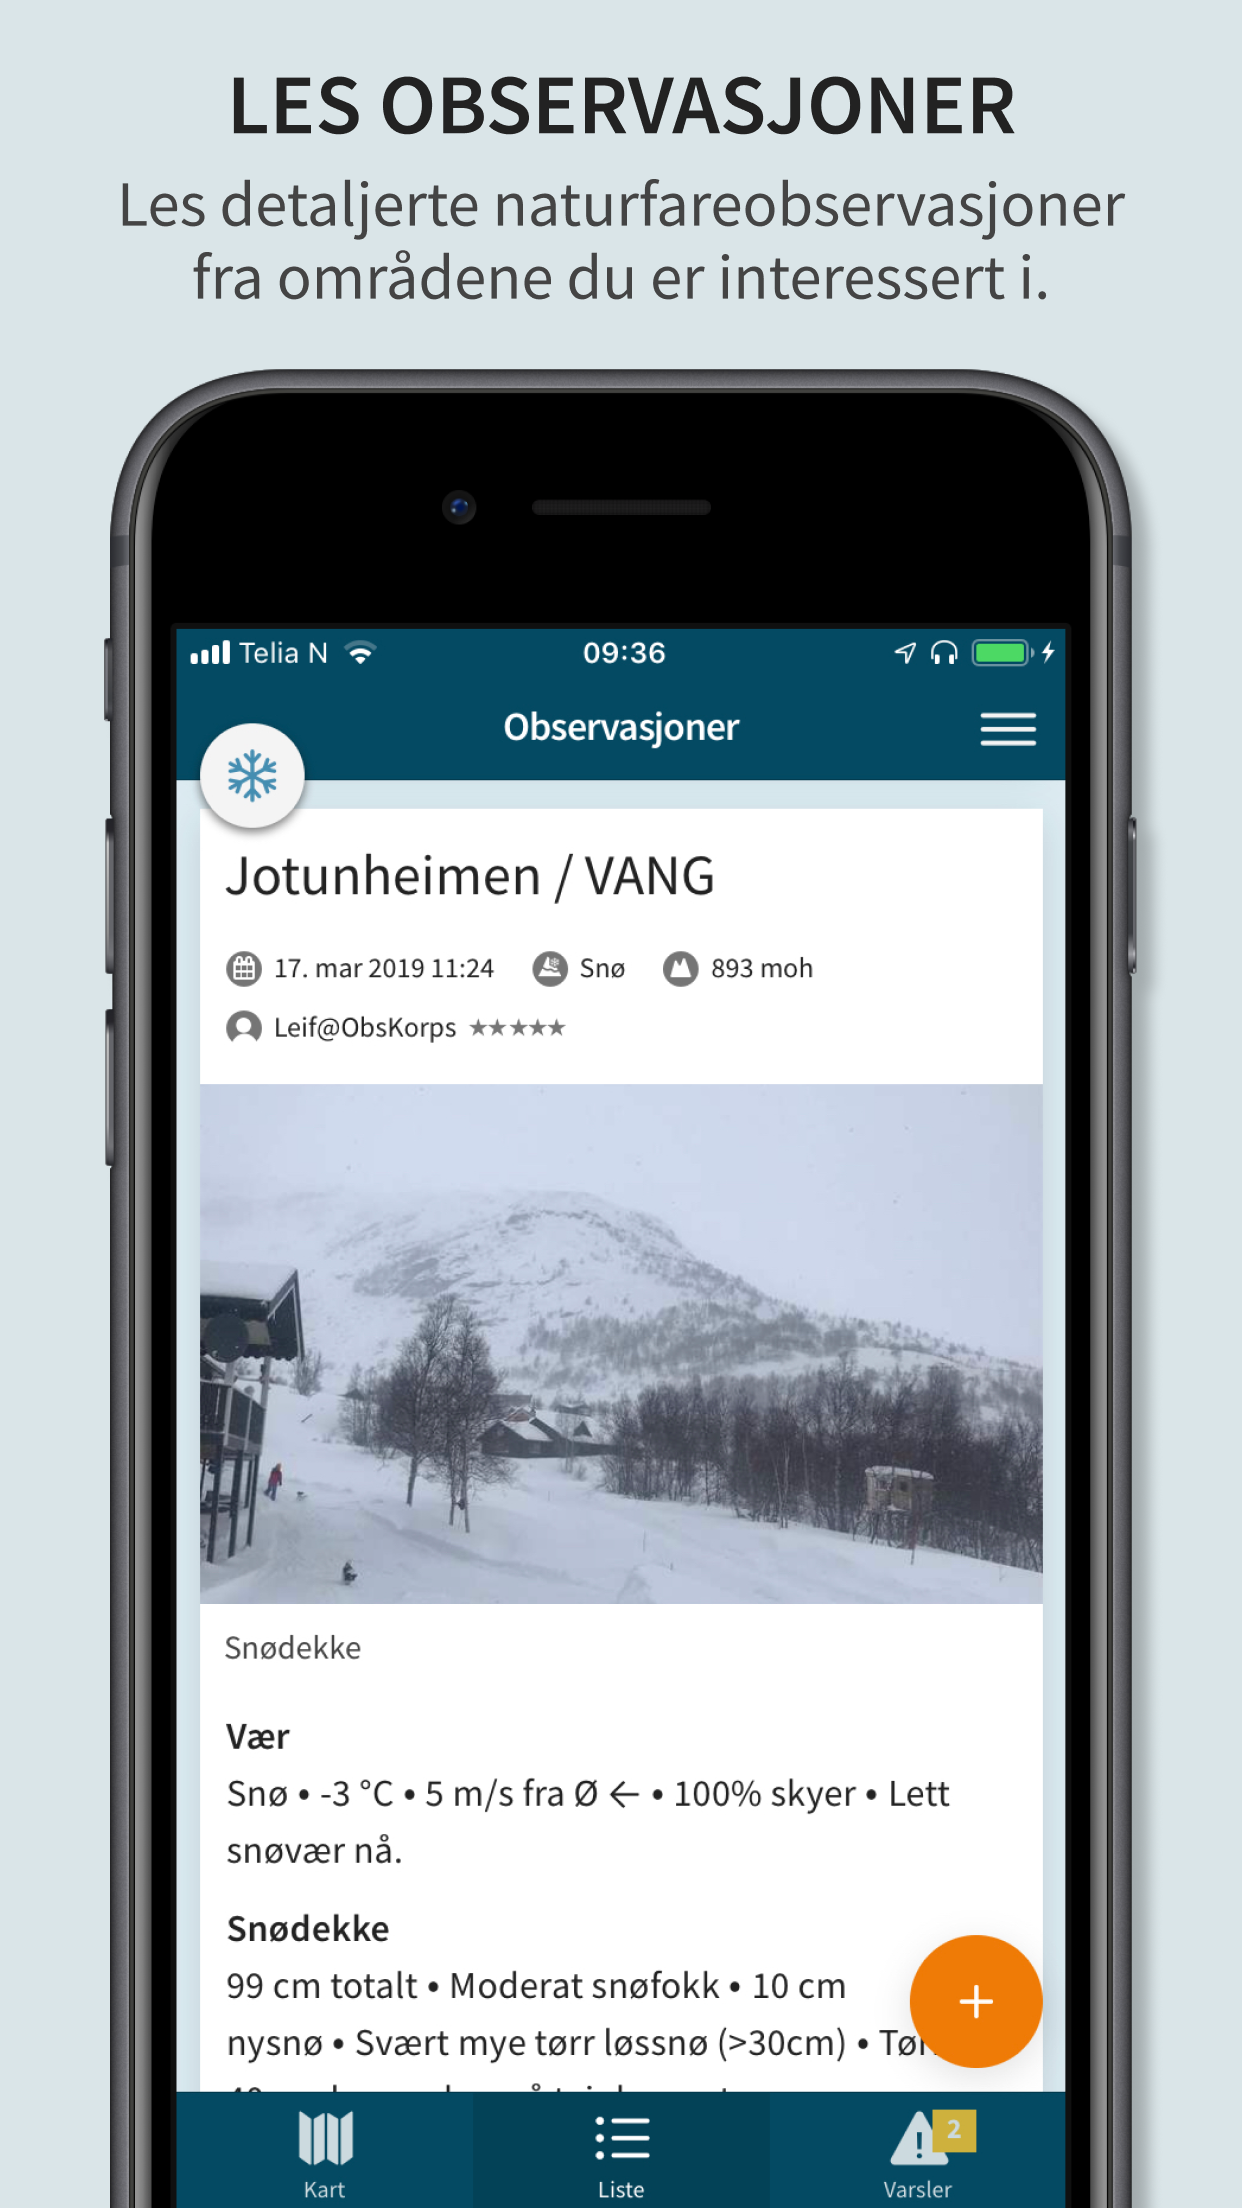 LES OBSERVASJONER
Les detaljerte naturfareobservasjoner
fra områdene du er interessert i.
Telia N 09:36
Observasjoner
Jotunheimen / VANG
17. mar 2019 11:24 Snø 893 moh
Leif@ObsKorps ★★★★★
Snødekke
Vær
Snø • -3 °C • 5 m/s fra Ø ← • 100% skyer • Lett
snøvær nå.
Snødekke
99 cm totalt • Moderat snøfokk • 10 cm
nysnø • Svært mye tørr løssnø (>30cm) •
+
2
Kart Liste Varsler